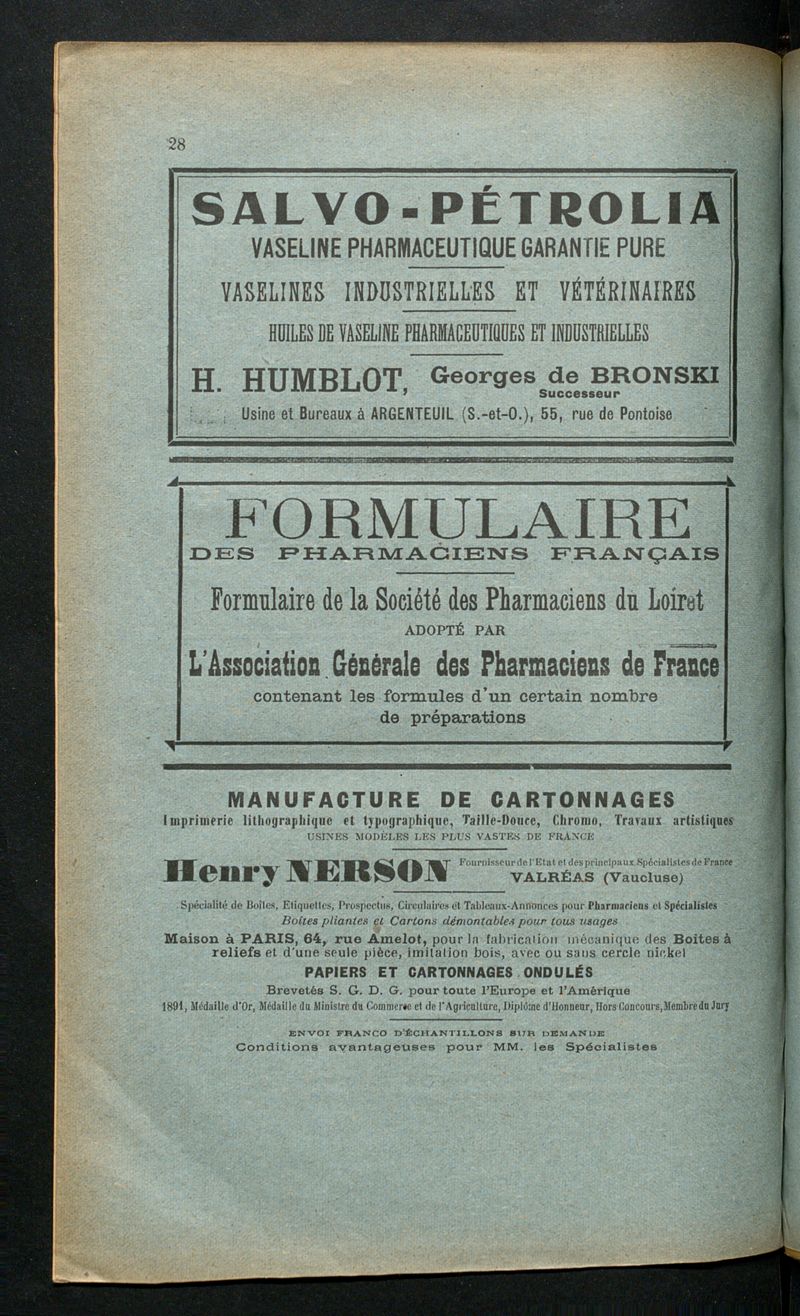 28
SALVO-PÉTROLIA
VASELINE PHARMACEUTIQUE GARANTIE PURE
VASELINES INDUSTRIELLES ET VÉTÉRINAIRES
HUILES DE VASELINE PHARMACEUTIQUES ET INDUSTRIELLES
H. HUMBLOT, Georges de BRONSKI
Successeur
Usine et Bureaux à ARGENTEUIL (S.-et-O.), 55, rue de Pontoise
FORMULAIRE
DES PHARMACIENS FRANÇAIS
Formulaire de la Société des Pharmaciens du Loiret
ADOPTÉ PAR
L'Association Générale des Pharmaciens de France
contenant les formules d'un certain nombre
de préparations
MANUFACTURE DE CARTONNAGES
Imprimerie lithographique et typographique, Taille-Douce, Chromo, Travaux artistiques
USINES MODÈLES LES PLUS VASTES DE FRANCE
Henry NERSON Fournisseur de l'Etat et des principaux Spécialistes de France
VALRÉAS (Vaucluse)
Spécialité de Boîtes, Etiquettes, Prospectus, Circulaires et Tableaux-Annonces pour Pharmaciens et Spécialistes
Boîtes pliantes et Cartons démontables pour tous usages
Maison à PARIS, 64, rue Amelot, pour la fabrication mécanique des Boîtes à
reliefs et d'une seule pièce, imitation bois, avec ou sans cercle nickel
PAPIERS ET CARTONNAGES ONDULÉS
Brevetés S. G. D. G. pour toute l'Europe et l'Amérique
1891, Médaille d'Or, Médaille du Ministre du Commerce et de l'Agriculture, Diplôme d'Honneur, Hors Concours, Membre du Jury
ENVOI FRANCO D'ÉCHANTILLONS SUR DEMANDE
Conditions avantageuses pour MM. les Spécialistes